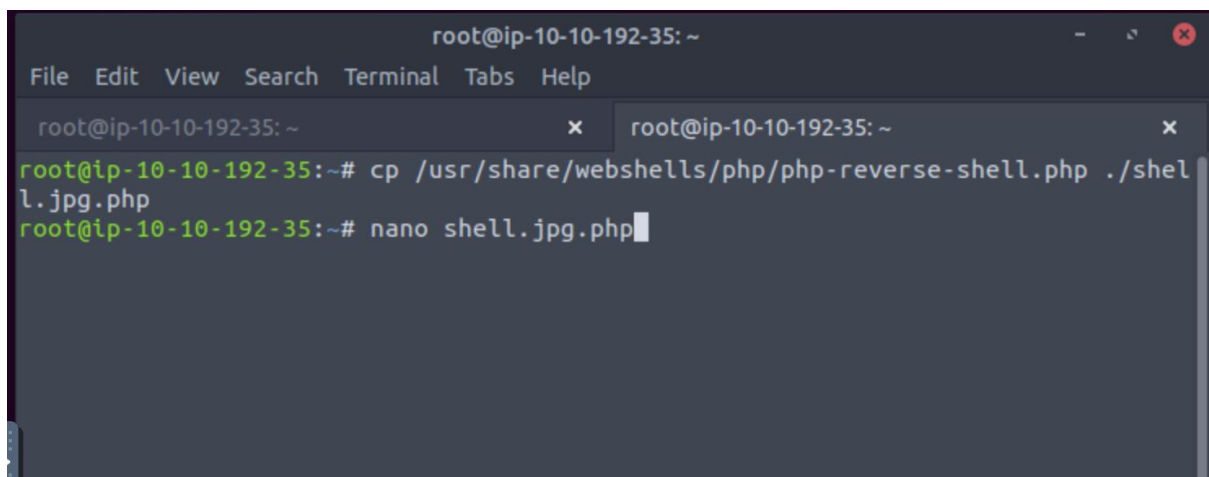 root@ip-10-10-192-35: ~
File Edit View Search Terminal Tabs Help
root@ip-10-10-192-35: ~ × root@ip-10-10-192-35: ~ ×
root@ip-10-10-192-35:~# cp /usr/share/webshells/php/php-reverse-shell.php ./shel
l.jpg.php
root@ip-10-10-192-35:~# nano shell.jpg.php